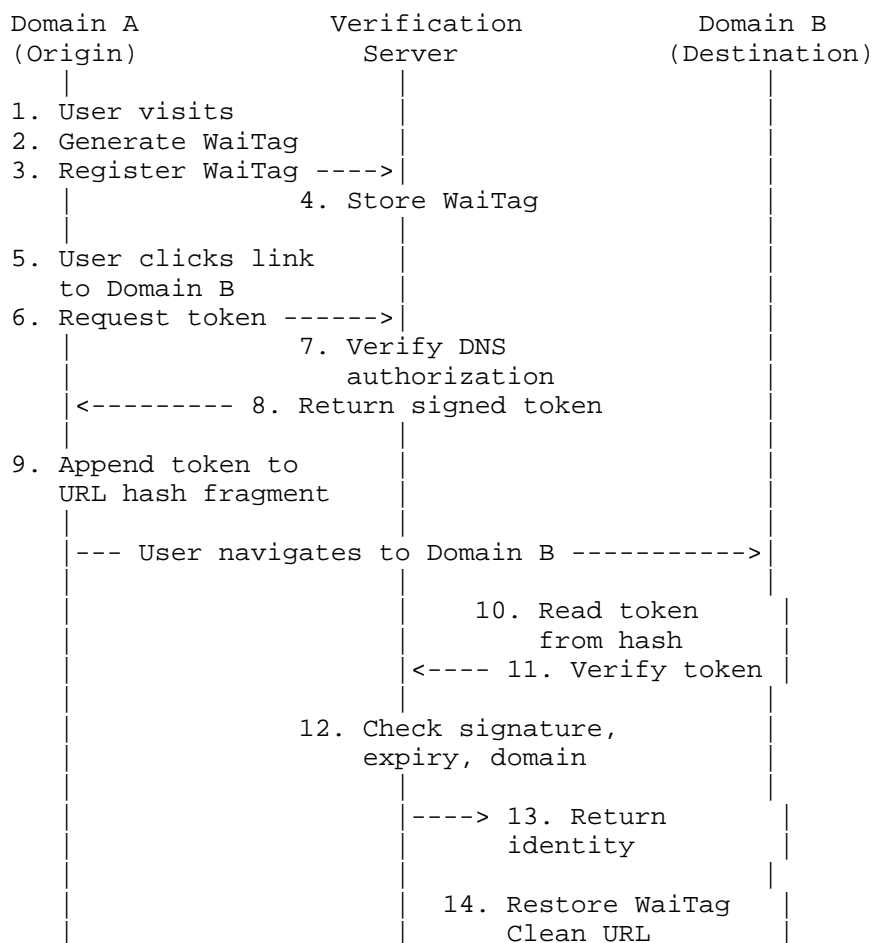 Domain A Verification Domain B
(Origin) Server (Destination)
1. User visits
2. Generate WaiTag
3. Register WaiTag ---->|
4. Store WaiTag
5. User clicks link
to Domain B
6. Request token ------>|
7. Verify DNS
authorization
|<--------- 8. Return signed token
9. Append token to
URL hash fragment
|--- User navigates to Domain B ----------->|
10. Read token
from hash
|<---- 11. Verify token |
12. Check signature,
expiry, domain
|----> 13. Return
identity
14. Restore WaiTag
Clean URL